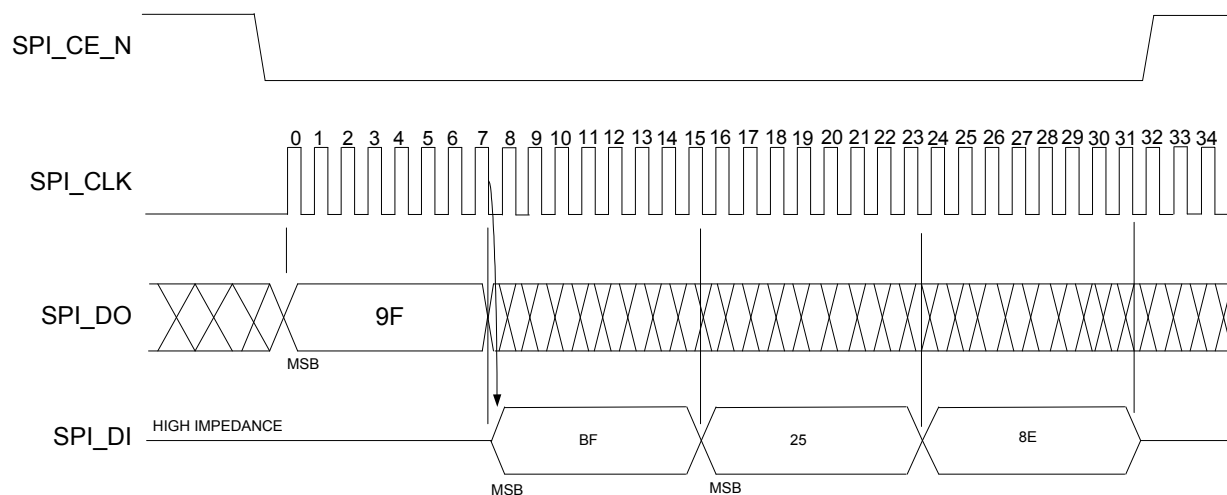 SPI_CE_N
0 1 2 3 4 5 6 7 8 9 10 11 12 13 14 15 16 17 18 19 20 21 22 23 24 25 26 27 28 29 30 31 32 33 34
SPI_CLK
SPI_DO
9F
MSB
SPI_DI
HIGH IMPEDANCE
BF
25
8E
MSB
MSB